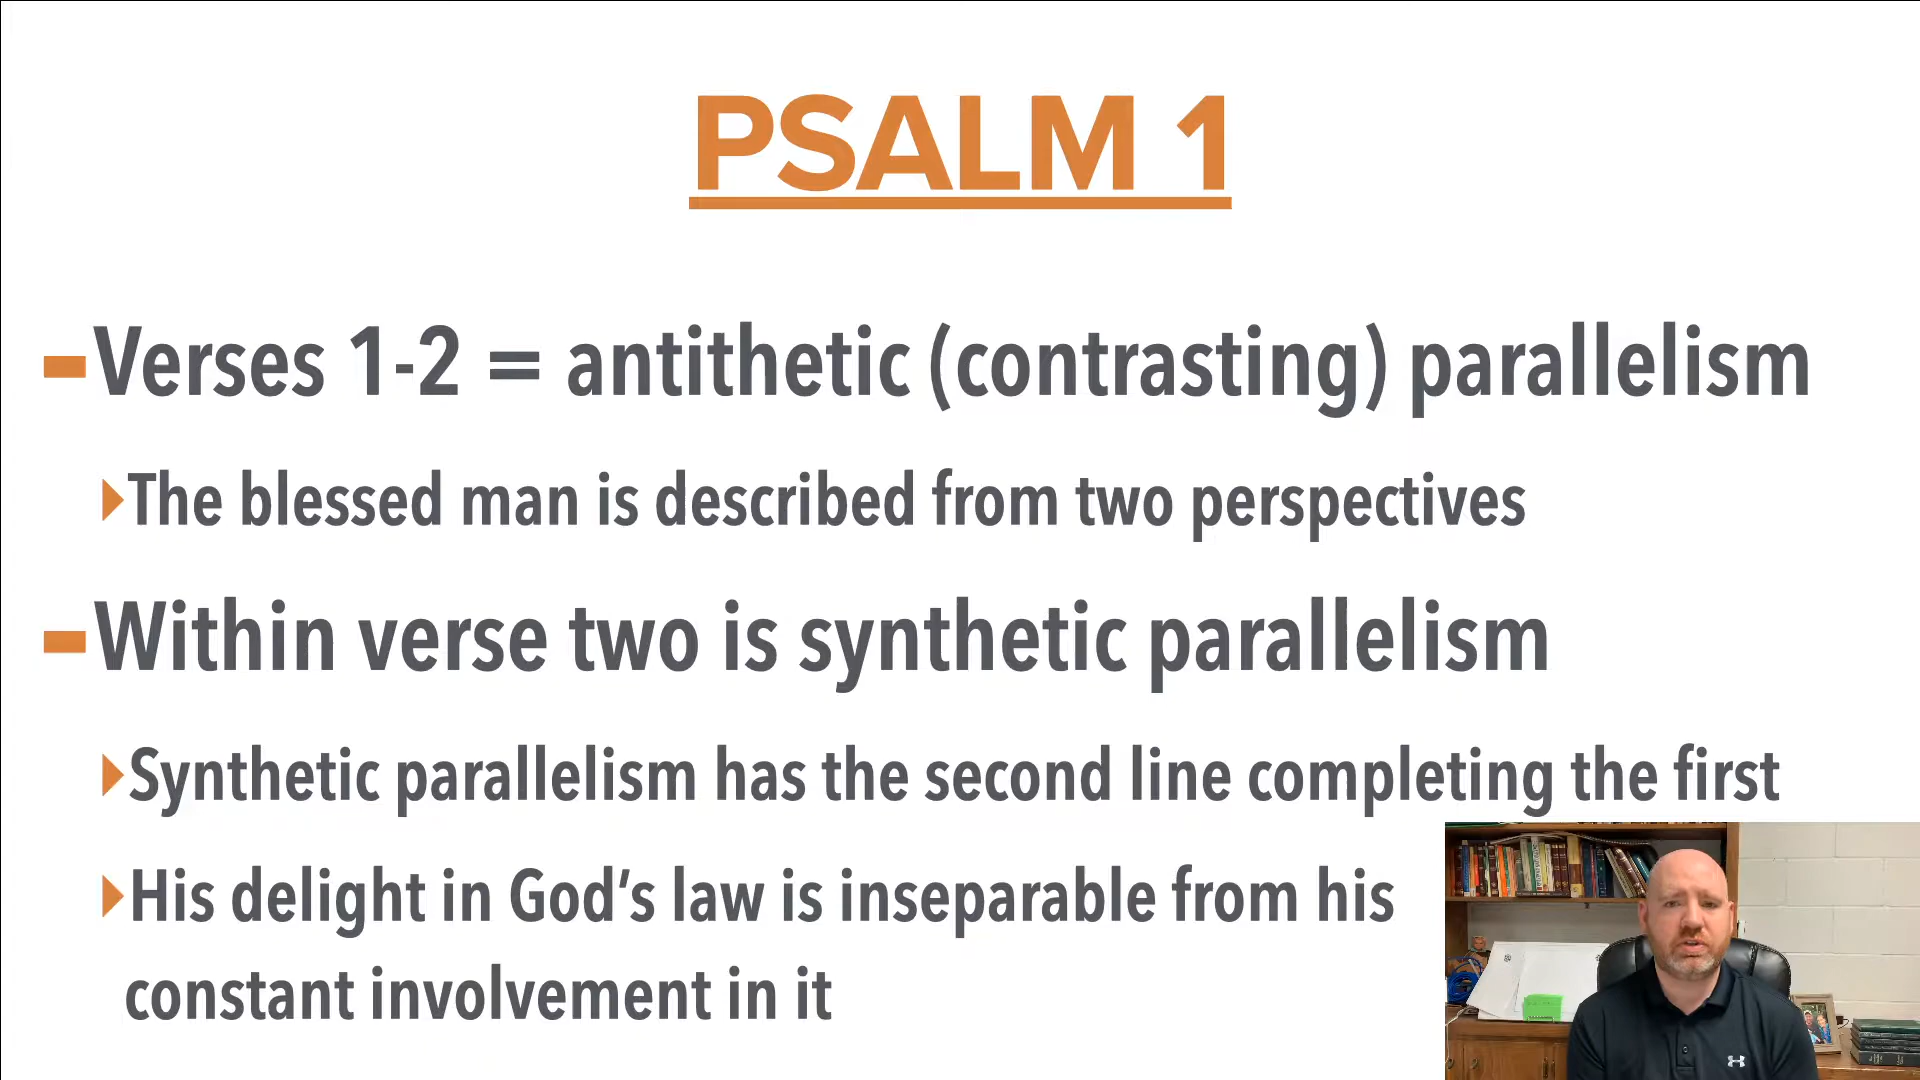 PSALM 1
Verses 1-2 = antithetic (contrasting) parallelism
The blessed man is described from two perspectives
Within verse two is synthetic parallelism
Synthetic parallelism has the second line completing the first
His delight in God’s law is inseparable from his
constant involvement in it